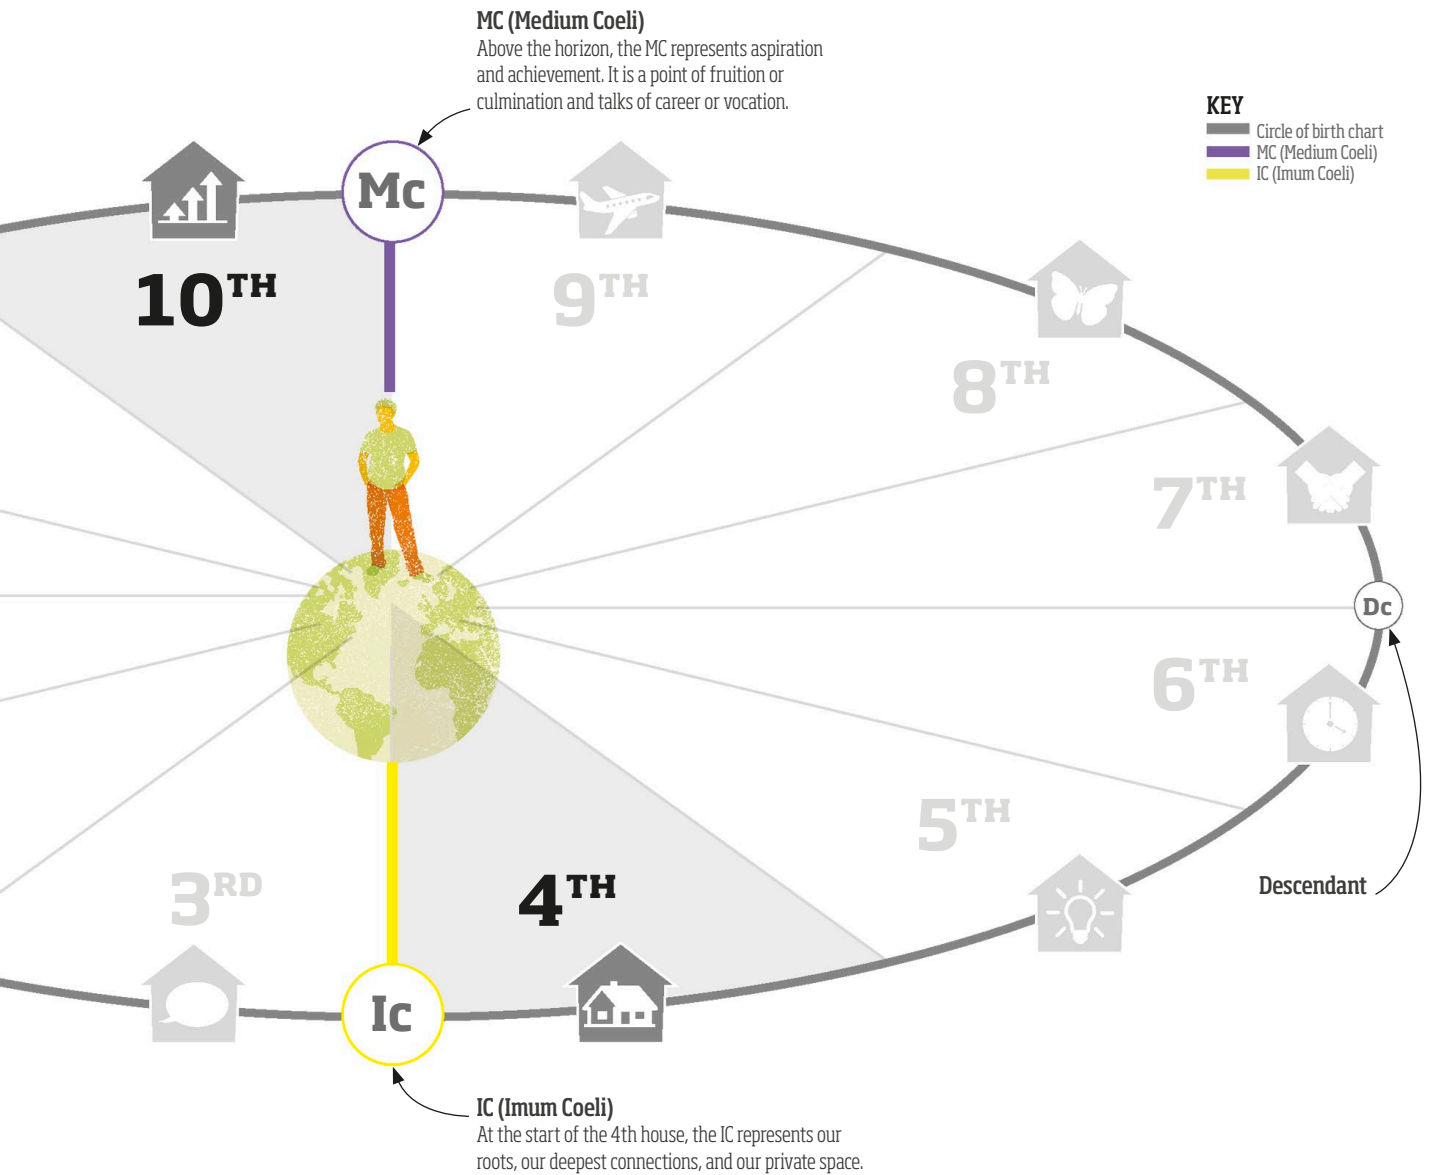 MC (Medium Coeli)
Above the horizon, the MC represents aspiration
and achievement. It is a point of fruition or
culmination and talks of career or vocation.
KEY
Circle of birth chart
MC (Medium Coeli)
IC (Imum Coeli)
Mc
10TH
9TH
8TH
7TH
Dc
6TH
5TH
Descendant
3RD
4TH
Ic
IC (Imum Coeli)
At the start of the 4th house, the IC represents our
roots, our deepest connections, and our private space.